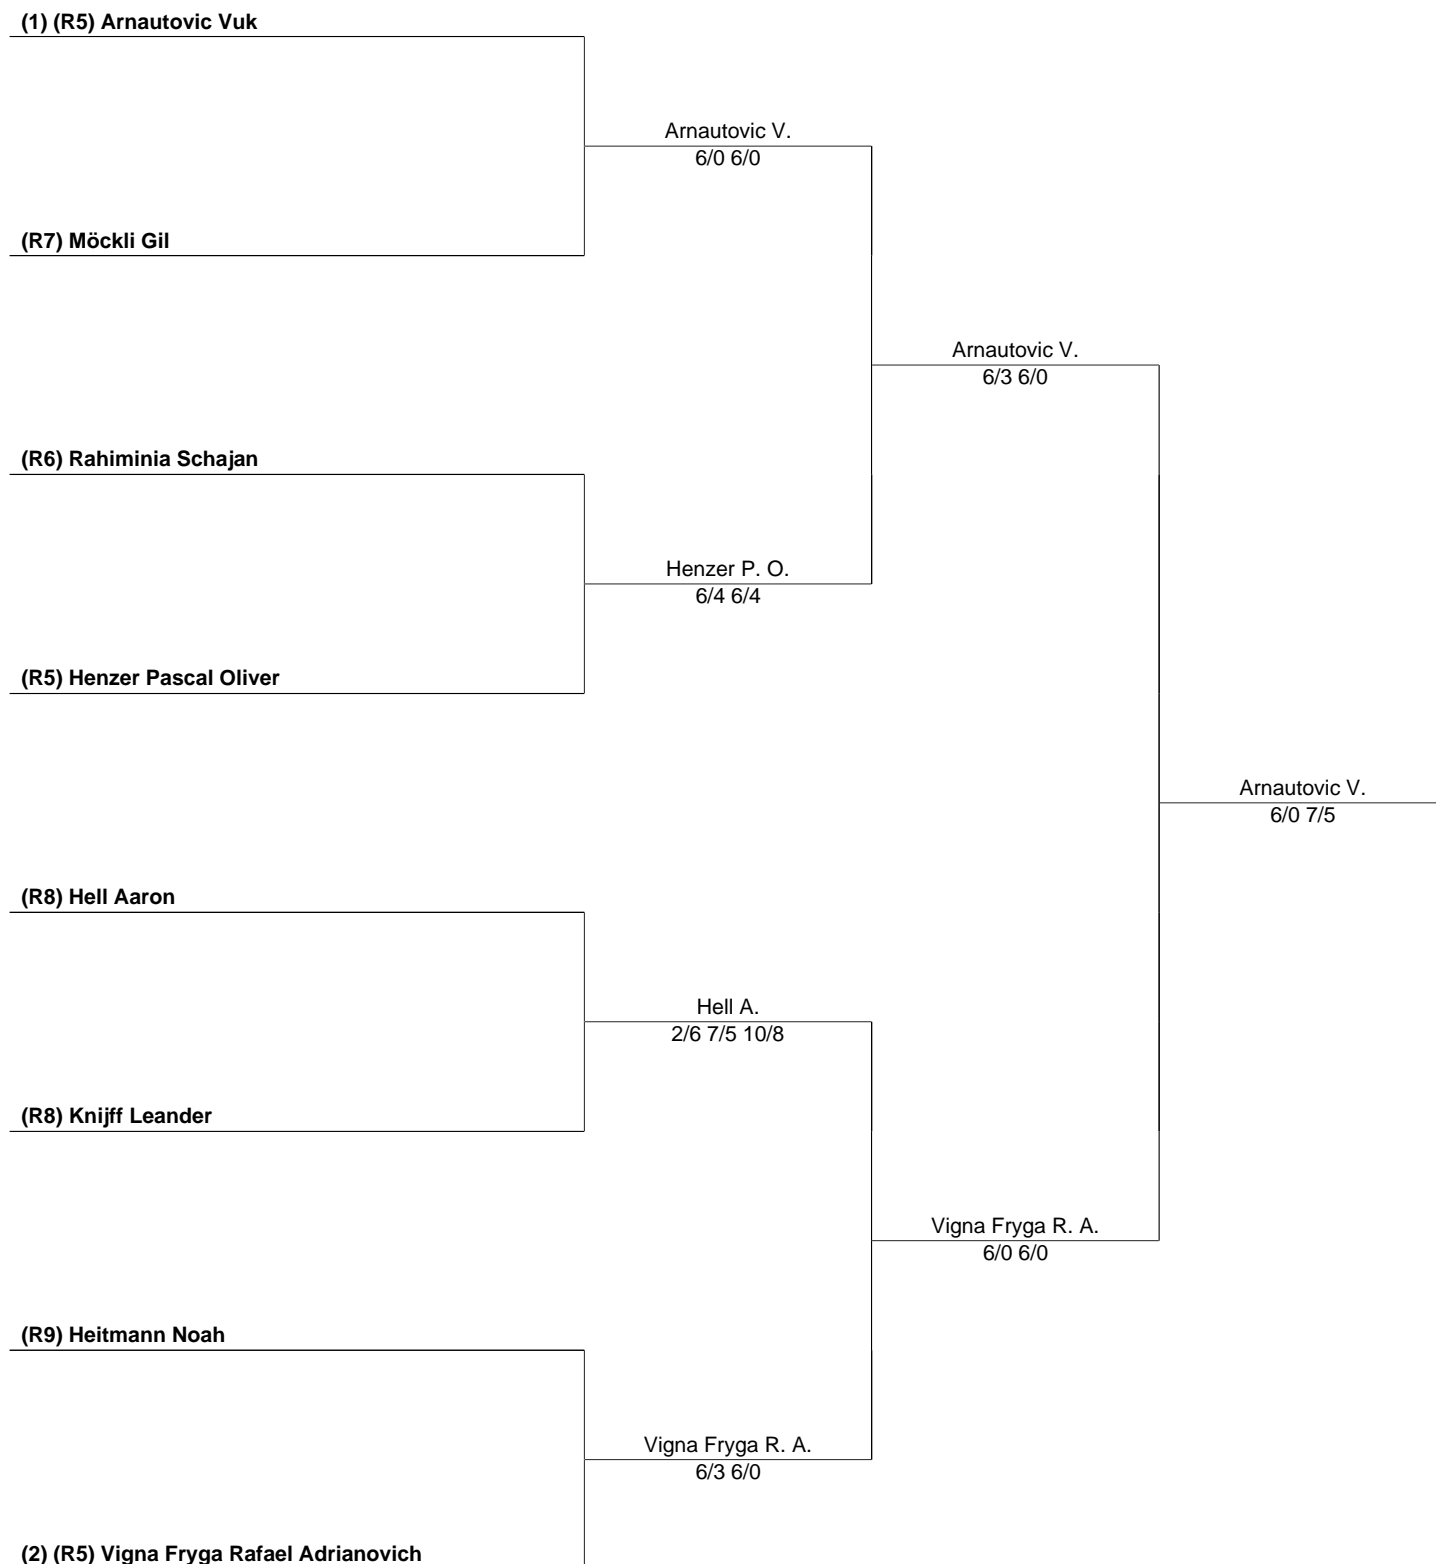 (1) (R5) Arnautovic Vuk
Arnautovic V.
6/0 6/0
(R7) Möckli Gil
Arnautovic V.
6/3 6/0
(R6) Rahiminia Schajan
Henzer P. O.
6/4 6/4
(R5) Henzer Pascal Oliver
Arnautovic V.
6/0 7/5
(R8) Hell Aaron
Hell A.
2/6 7/5 10/8
(R8) Knijff Leander
Vigna Fryga R. A.
6/0 6/0
(R9) Heitmann Noah
Vigna Fryga R. A.
6/3 6/0
(2) (R5) Vigna Fryga Rafael Adrianovich